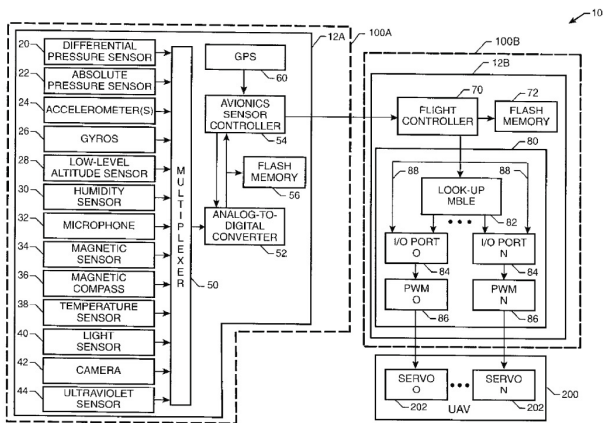 10
100A
12A
20
DIFFERENTIAL
PRESSURE SENSOR
22
ABSOLUTE
PRESSURE SENSOR
24
ACCELEROMETER(S)
26
GYROS
28
LOW-LEVEL
ALTITUDE SENSOR
30
HUMIDITY
SENSOR
32
MICROPHONE
34
MAGNETIC
SENSOR
36
MAGNETIC
COMPASS
38
TEMPERATURE
SENSOR
40
LIGHT
SENSOR
42
CAMERA
44
ULTRAVIOLET
SENSOR
MULTIPLEXER
50
GPS
60
AVIONICS
SENSOR
CONTROLLER
54
FLASH
MEMORY
56
ANALOG-TO-
DIGITAL
CONVERTER
52
100B
12B
70
FLIGHT
CONTROLLER
72
FLASH
MEMORY
80
88
88
LOOK-UP
MBLE
82
I/O PORT
O
84
I/O PORT
N
84
PWM
O
86
PWM
N
86
SERVO
O
202
SERVO
N
202
UAV
200